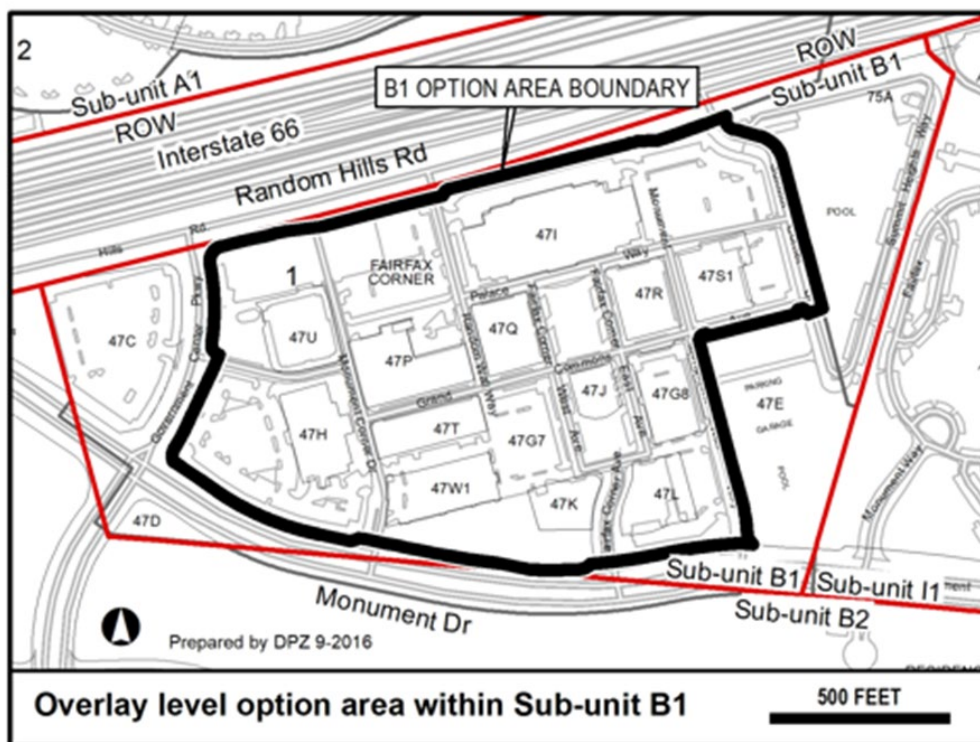 2
Sub-unit A1
ROW
Interstate 66
Random Hills Rd
B1 OPTION AREA BOUNDARY
ROW
Sub-unit B1
75A
Summit Heights Way
POOL
Hills Rd.
1
FAIRFAX
CORNER
47I
Monument
Way
Palace
47C
Government Center Pkwy
47U
47P
47Q
47R
47S1
Random Hills Way
Fairfax Corner West Ave
Fairfax Corner East Ave
Commons
Grand
Monument Corner Dr
47J
47G8
PARKING
47E
GARAGE
POOL
47H
47T
47G7
47W1
47K
47L
Fairfax Corner Ave
47D
Fairfax
Monument Way
Sub-unit B1
Sub-unit I1
Sub-unit B2
Monument Dr
Prepared by DPZ 9-2016
Overlay level option area within Sub-unit B1
500 FEET